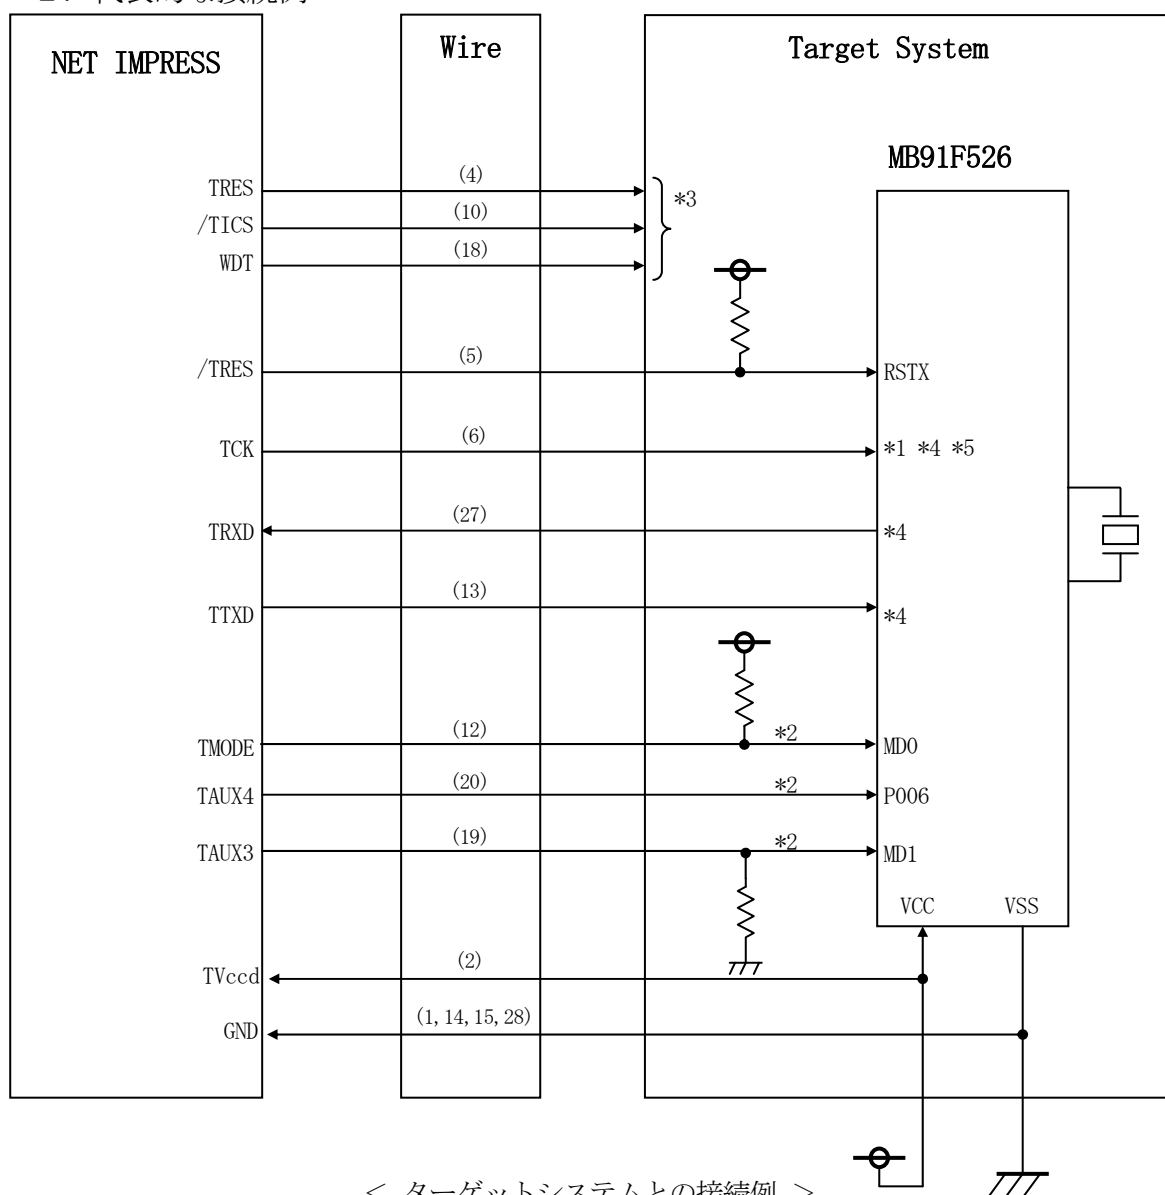 NET IMPRESS
Wire
Target System
MB91F526
TRES
(4)
*3
/TICS
(10)
WDT
(18)
/TRES
(5)
RSTX
TCK
(6)
*1 *4 *5
TRXD
(27)
*4
TTXD
(13)
*4
TMODE
(12)
*2
MD0
TAUX4
(20)
*2
P006
TAUX3
(19)
*2
MD1
VCC
VSS
TVccd
(2)
GND
(1,14,15,28)
< ターゲットシステムとの接続例 >